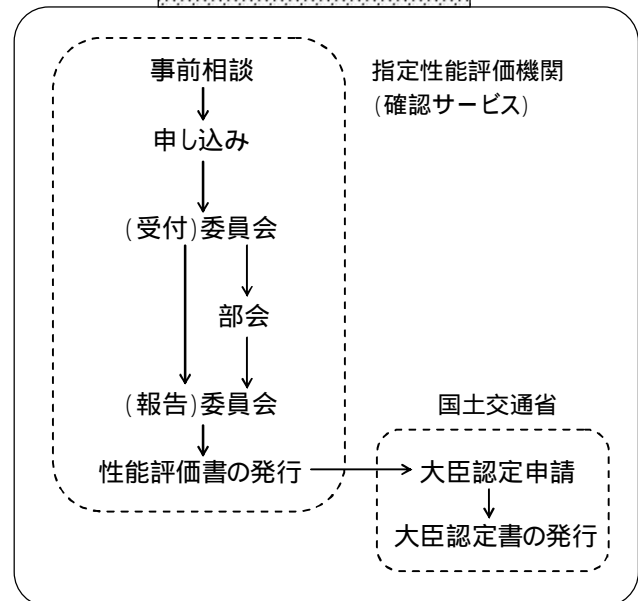 事前相談
指定性能評価機関
(確認サービス)
申し込み
(受付)委員会
部会
(報告)委員会
国土交通省
性能評価書の発行
大臣認定申請
大臣認定書の発行